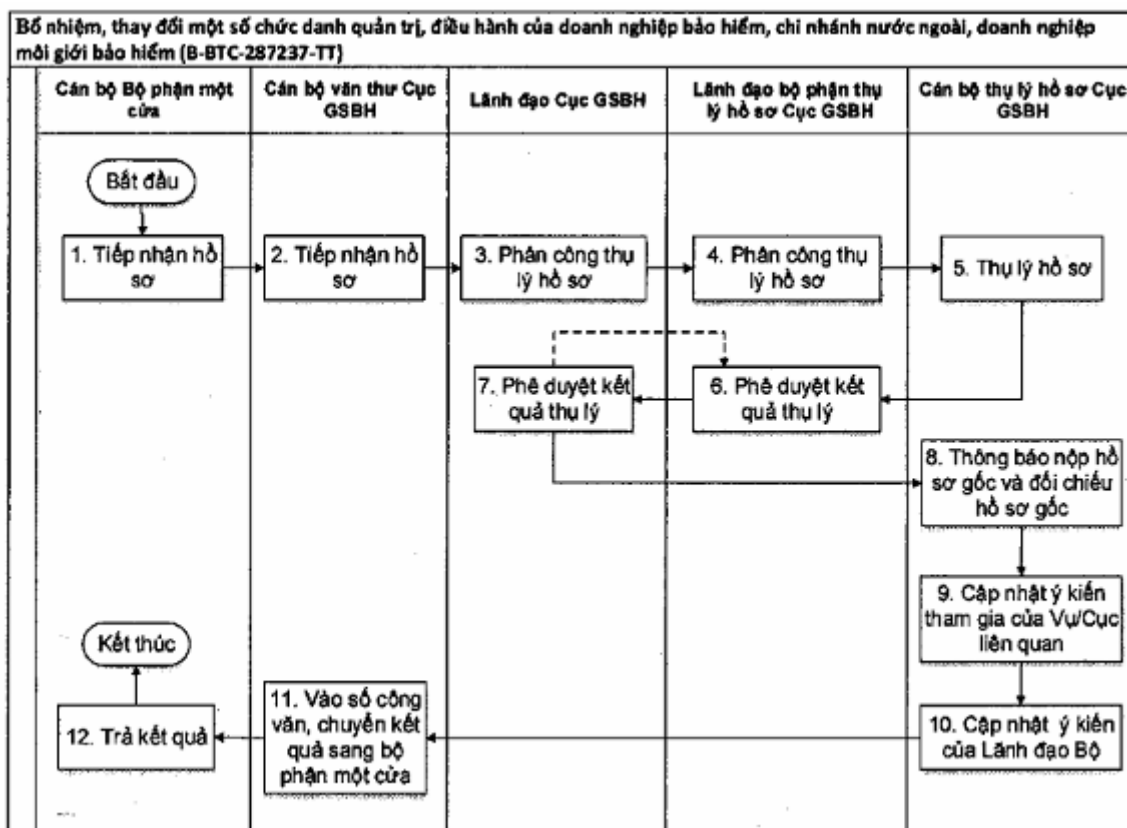 Bổ nhiệm, thay đổi một số chức danh quản trị, điều hành của doanh nghiệp bảo hiểm, chi nhánh nước ngoài, doanh nghiệp
môi giới bảo hiểm (B-BTC-287237-TT)
Cán bộ Bộ phận một
cửa
Cán bộ văn thư Cục
GSBH
Lãnh đạo Cục GSBH
Lãnh đạo bộ phận thụ
lý hồ sơ Cục GSBH
Cán bộ thụ lý hồ sơ Cục
GSBH
Bắt đầu
1. Tiếp nhận hồ
sơ
2. Tiếp nhận hồ
sơ
3. Phân công thụ
lý hồ sơ
4. Phân công thụ
lý hồ sơ
5. Thụ lý hồ sơ
7. Phê duyệt kết
quả thụ lý
6. Phê duyệt kết
quả thụ lý
8. Thông báo nộp hồ
sơ gốc và đối chiếu
hồ sơ gốc
9. Cập nhật ý kiến
tham gia của Vụ/Cục
liên quan
Kết thúc
11. Vào số công
văn, chuyển kết
quả sang bộ
phận một cửa
12. Trả kết quả
10. Cập nhật ý kiến
của Lãnh đạo Bộ